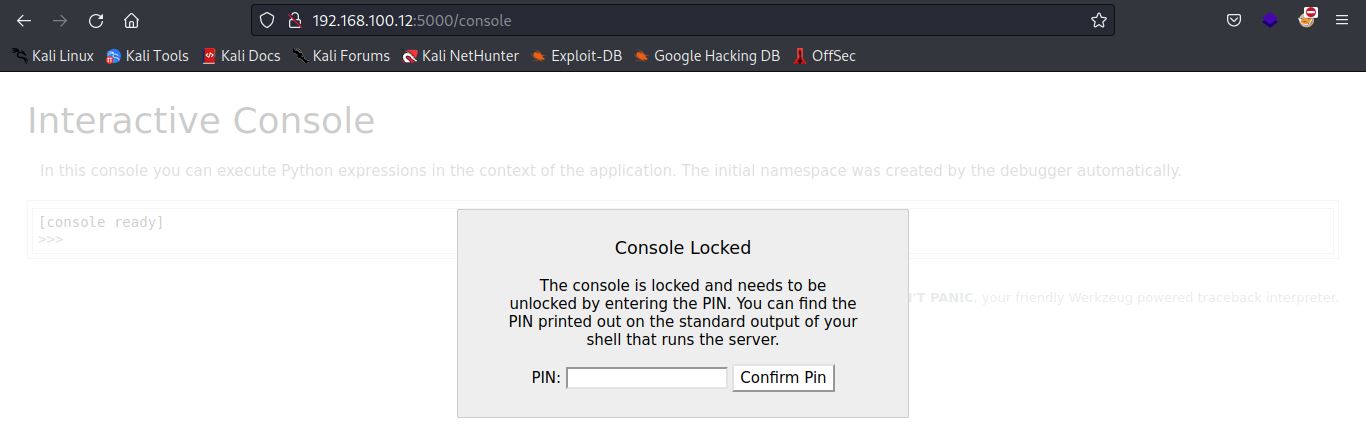 192.168.100.12:5000/console
Kali Linux Kali Tools Kali Docs Kali Forums Kali NetHunter Exploit-DB Google Hacking DB OffSec
Interactive Console
In this console you can execute Python expressions in the context of the application. The initial namespace was created by the debugger automatically.
[console ready]
>>>
Console Locked
The console is locked and needs to be
unlocked by entering the PIN. You can find the
PIN printed out on the standard output of your
shell that runs the server.
PIN: Confirm Pin
N'T PANIC, your friendly Werkzeug powered traceback interpreter.